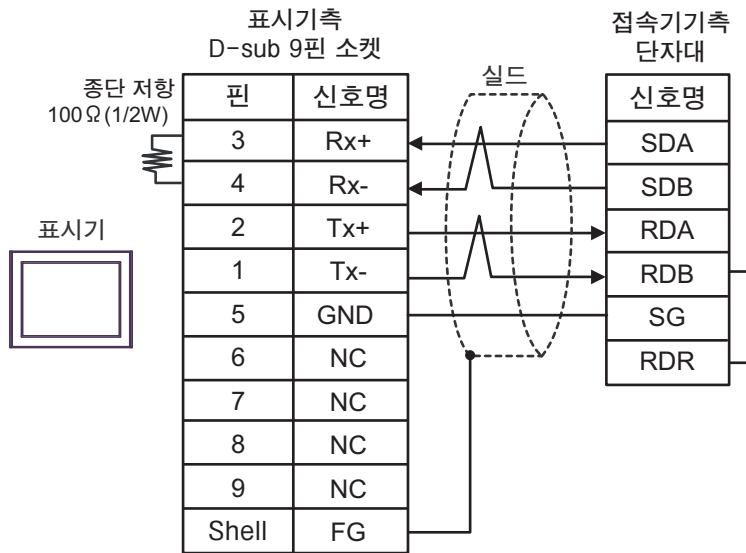 표시기측
D-sub 9핀 소켓
접속기기측
단자대
종단 저항
100Ω(1/2W)
실드
표시기
핀 신호명
3 Rx+
4 Rx-
2 Tx+
1 Tx-
5 GND
6 NC
7 NC
8 NC
9 NC
Shell FG
신호명
SDA
SDB
RDA
RDB
SG
RDR